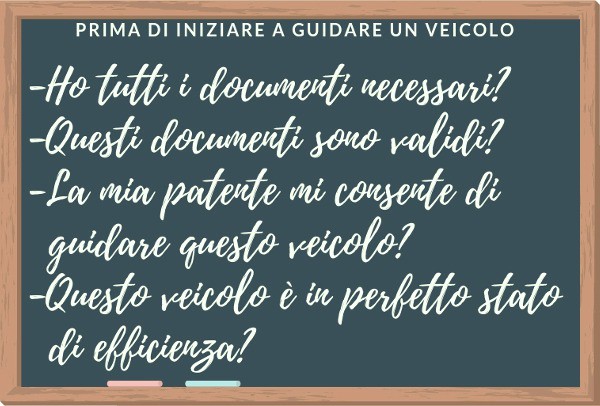 PRIMA DI INIZIARE A GUIDARE UN VEICOLO
-Ho tutti i documenti necessari?
-Questi documenti sono validi?
-La mia patente mi consente di
guidare questo veicolo?
-Questo veicolo è in perfetto stato
di efficienza?